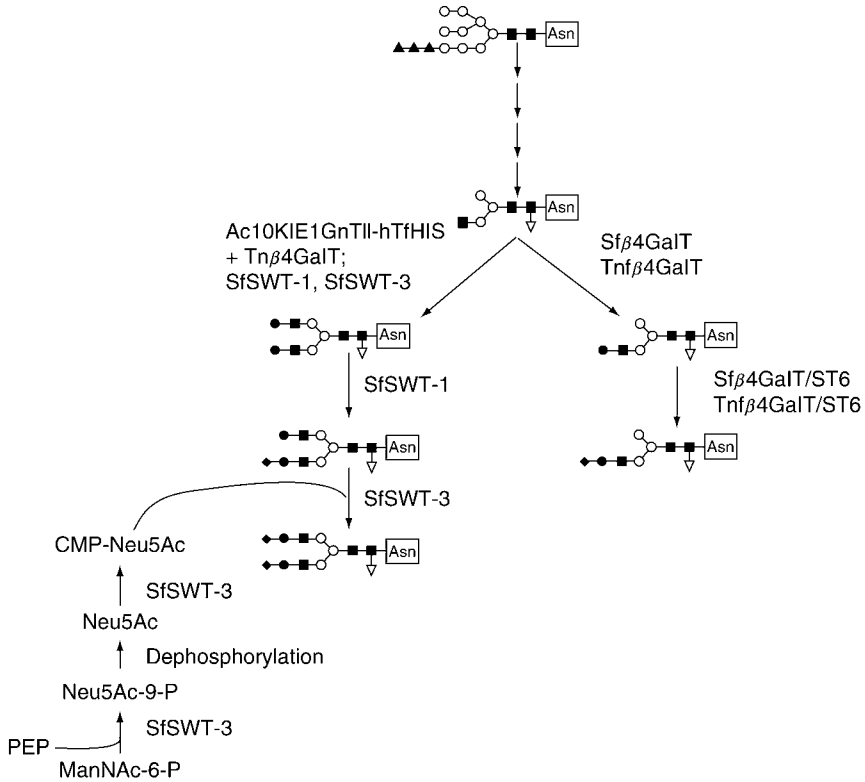 Asn
Asn
Ac10KIE1GnTII-hTfHIS
+ Tnβ4GalT;
SfSWT-1, SfSWT-3
Sfβ4GalT
Tnfβ4GalT
Asn
Asn
SfSWT-1
Sfβ4GalT/ST6
Tnfβ4GalT/ST6
Asn
Asn
SfSWT-3
CMP-Neu5Ac
Asn
SfSWT-3
Neu5Ac
Dephosphorylation
Neu5Ac-9-P
SfSWT-3
PEP
ManNAc-6-P